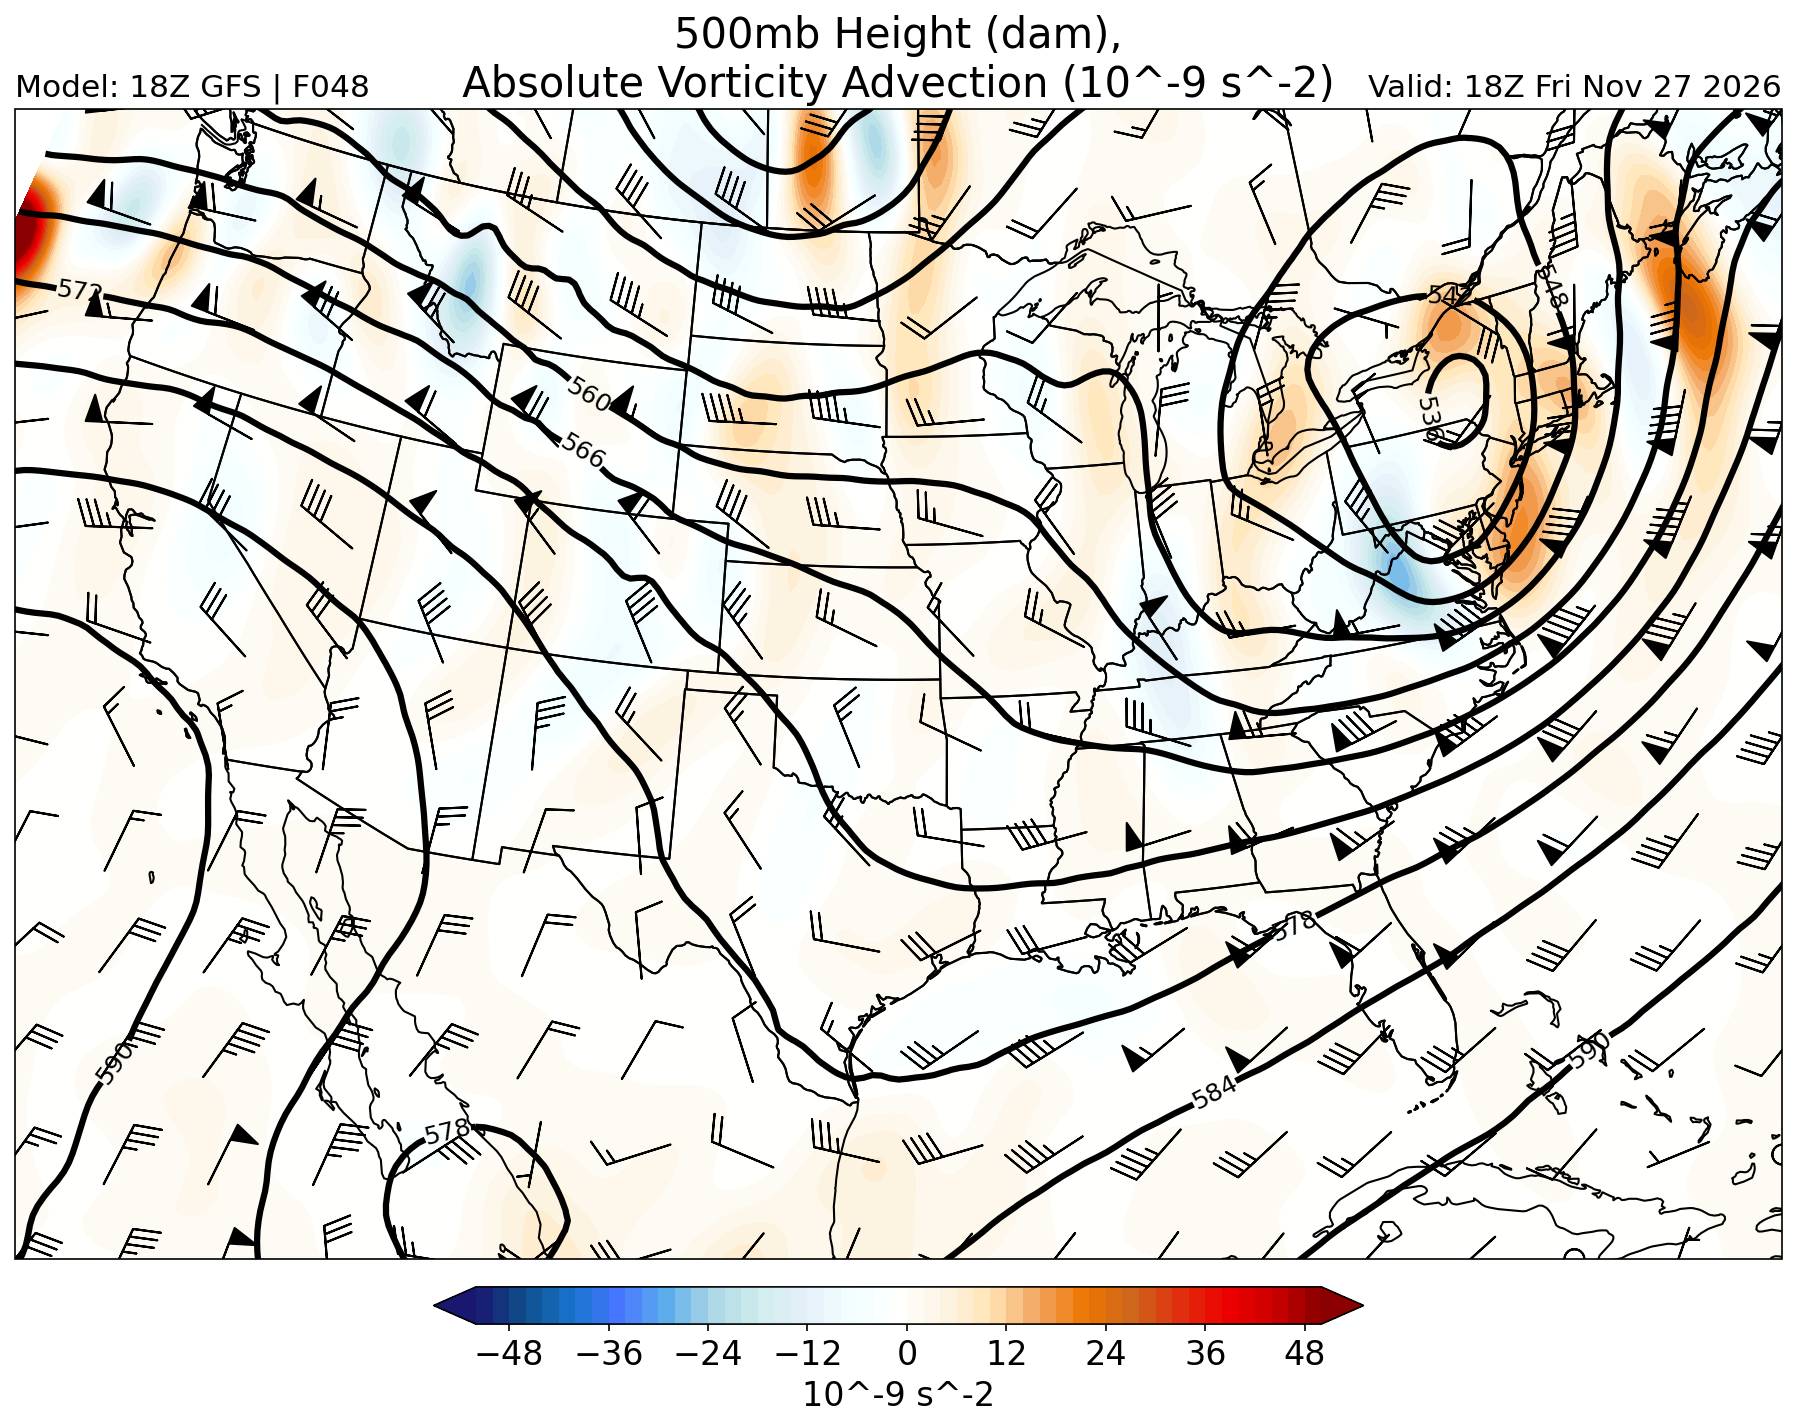 500mb Height (dam),
Model: 18Z GFS | F048
Absolute Vorticity Advection (10^-9 s^-2)
Valid: 18Z Fri Nov 27 2026
572
560
566
542
548
536
578
590
584
590
578
−48 −36 −24 −12 0 12 24 36 48
10^-9 s^-2